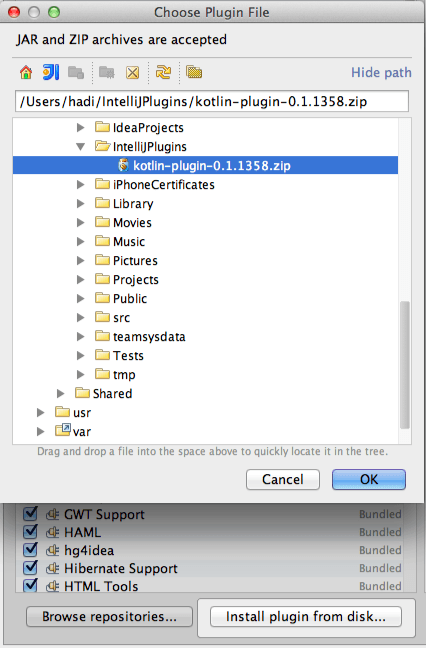 Choose Plugin File
JAR and ZIP archives are accepted
Hide path
/Users/hadi/IntelliJPlugins/kotlin-plugin-0.1.1358.zip
IdeaProjects
IntelliJPlugins
kotlin-plugin-0.1.1358.zip
iPhoneCertificates
Library
Movies
Music
Pictures
Projects
Public
src
teamsysdata
Tests
tmp
Shared
usr
var
Drag and drop a file into the space above to quickly locate it in the tree.
Cancel OK
GWT Support Bundled
HAML Bundled
hg4idea Bundled
Hibernate Support Bundled
HTML Tools Bundled
Browse repositories... Install plugin from disk...